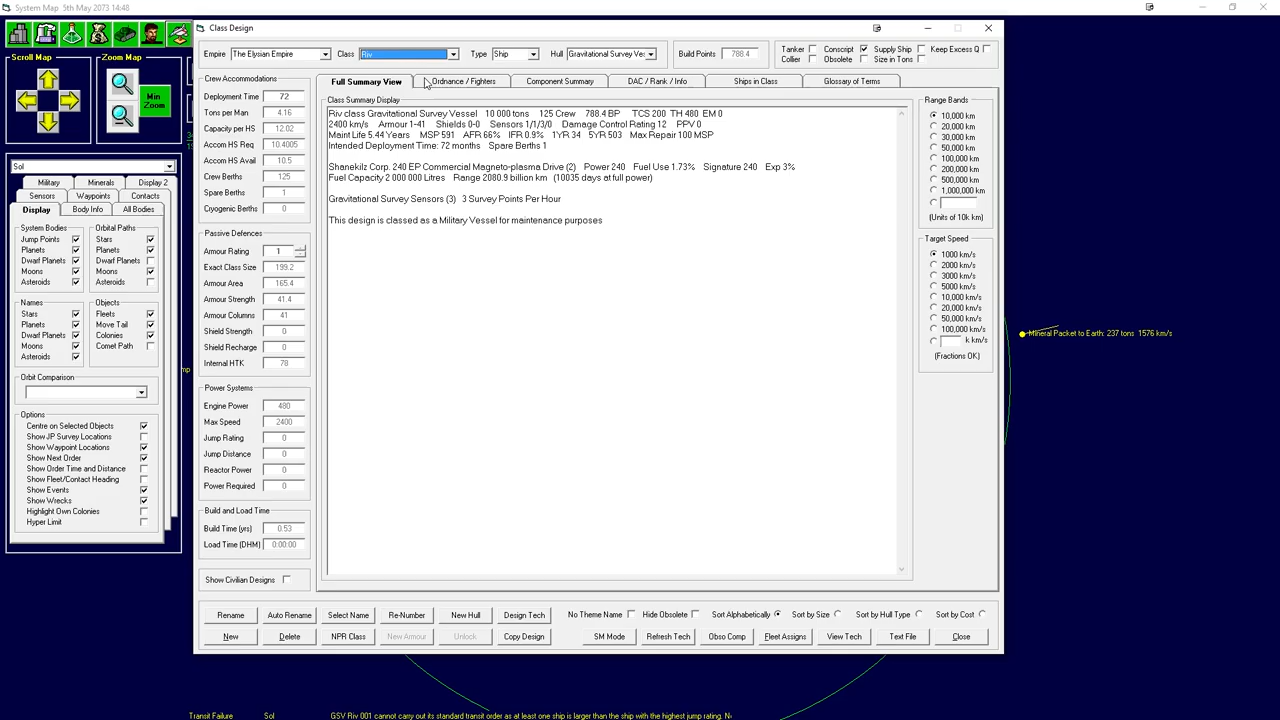 System Map 5th May 2073 14:48
Scroll Map
Zoom Map
Min
Zoom
Sol
Military
Minerals
Display 2
Sensors
Waypoints
Contacts
Display
Body Info
All Bodies
System Bodies
Jump Points
Planets
Dwarf Planets
Moons
Asteroids
Orbital Paths
Stars
Planets
Dwarf Planets
Moons
Asteroids
Names
Stars
Planets
Dwarf Planets
Moons
Asteroids
Objects
Fleets
Move Tail
Colonies
Comet Path
Orbit Comparison
Options
Centre on Selected Objects
Show JP Survey Locations
Show Waypoint Locations
Show Next Order
Show Order Time and Distance
Show Fleet/Contact Heading
Show Events
Show Wrecks
Highlight Own Colonies
Hyper Limit
Class Design
Empire The Elysian Empire
Class Riv
Type Ship
Hull Gravitational Survey Ves
Build Points 788.4
Tanker
Conscript
Supply Ship
Keep Excess Q
Collier
Obsolete
Size in Tons
Crew Accommodations
Deployment Time 72
Tons per Man 4.16
Capacity per HS 12.02
Accom HS Req 10.4005
Accom HS Avail 10.5
Crew Berths 125
Spare Berths 1
Cryogenic Berths 0
Passive Defences
Armour Rating 1
Exact Class Size 199.2
Armour Area 165.4
Armour Strength 41.4
Armour Columns 41
Shield Strength 0
Shield Recharge 0
Internal HTK 78
Power Systems
Engine Power 480
Max Speed 2400
Jump Rating 0
Jump Distance 0
Reactor Power 0
Power Required 0
Build and Load Time
Build Time (yrs) 0.53
Load Time (DHM) 0:00:00
Show Civilian Designs
Full Summary View
Ordnance / Fighters
Component Summary
DAC / Rank / Info
Ships in Class
Glossary of Terms
Class Summary Display
Riv class Gravitational Survey Vessel 10 000 tons 125 Crew 788.4 BP TCS 200 TH 480 EM 0
2400 km/s Armour 1-41 Shields 0-0 Sensors 1/1/3/0 Damage Control Rating 12 PPV 0
Maint Life 5.44 Years MSP 591 AFR 66% IFR 0.9% 1YR 34 5YR 503 Max Repair 100 MSP
Intended Deployment Time: 72 months Spare Berths 1
Shanekilz Corp. 240 EP Commercial Magneto-plasma Drive (2) Power 240 Fuel Use 1.73% Signature 240 Exp 3%
Fuel Capacity 2 000 000 Litres Range 2080.9 billion km (10035 days at full power)
Gravitational Survey Sensors (3) 3 Survey Points Per Hour
This design is classed as a Military Vessel for maintenance purposes
Range Bands
10,000 km
20,000 km
30,000 km
50,000 km
100,000 km
200,000 km
500,000 km
1,000,000 km
(Units of 10k km)
Target Speed
1000 km/s
2000 km/s
3000 km/s
5000 km/s
10,000 km/s
20,000 km/s
50,000 km/s
100,000 km/s
k km/s
(Fractions OK)
Rename
Auto Rename
Select Name
Re-Number
New Hull
Design Tech
No Theme Name
Hide Obsolete
Sort Alphabetically
Sort by Size
Sort by Hull Type
Sort by Cost
New
Delete
NPR Class
New Armour
Unlock
Copy Design
SM Mode
Refresh Tech
Obso Comp
Fleet Assigns
View Tech
Text File
Close
Mineral Packet to Earth: 237 tons 1576 km/s
Transit Failure Sol GSV Riv 001 cannot carry out its standard transit order as at least one ship is larger than the ship with the highest jump rating.